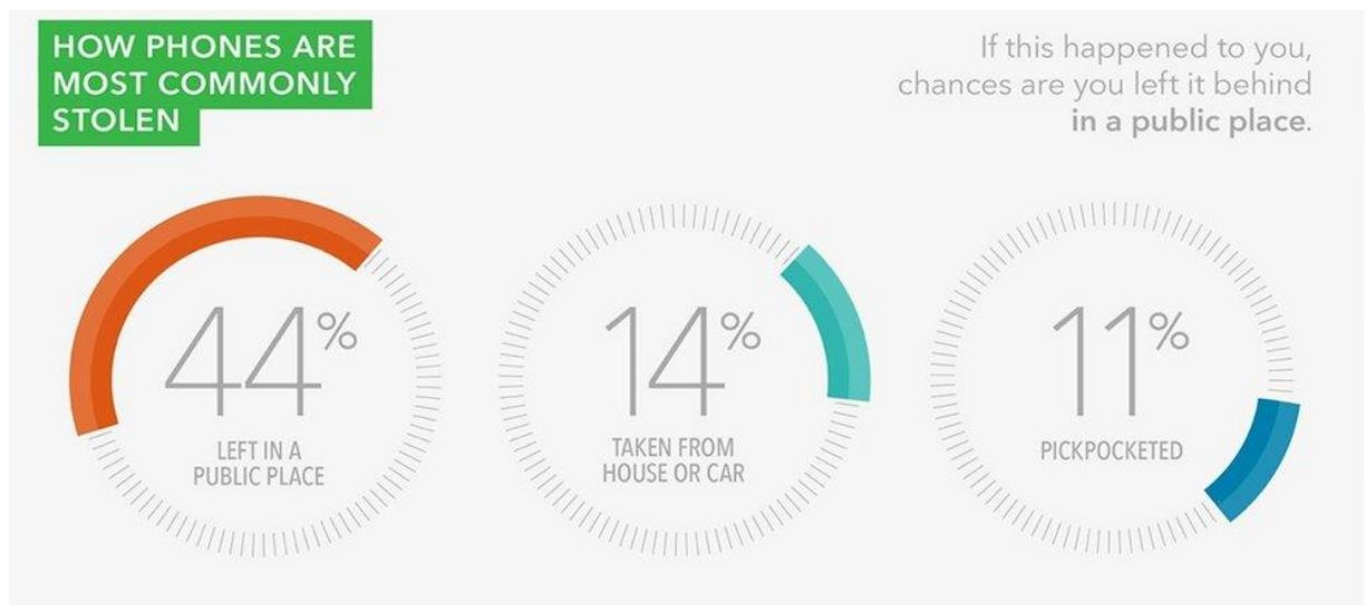 HOW PHONES ARE
MOST COMMONLY
STOLEN
If this happened to you,
chances are you left it behind
in a public place.
44%
LEFT IN A
PUBLIC PLACE
14%
TAKEN FROM
HOUSE OR CAR
11%
PICKPOCKETED